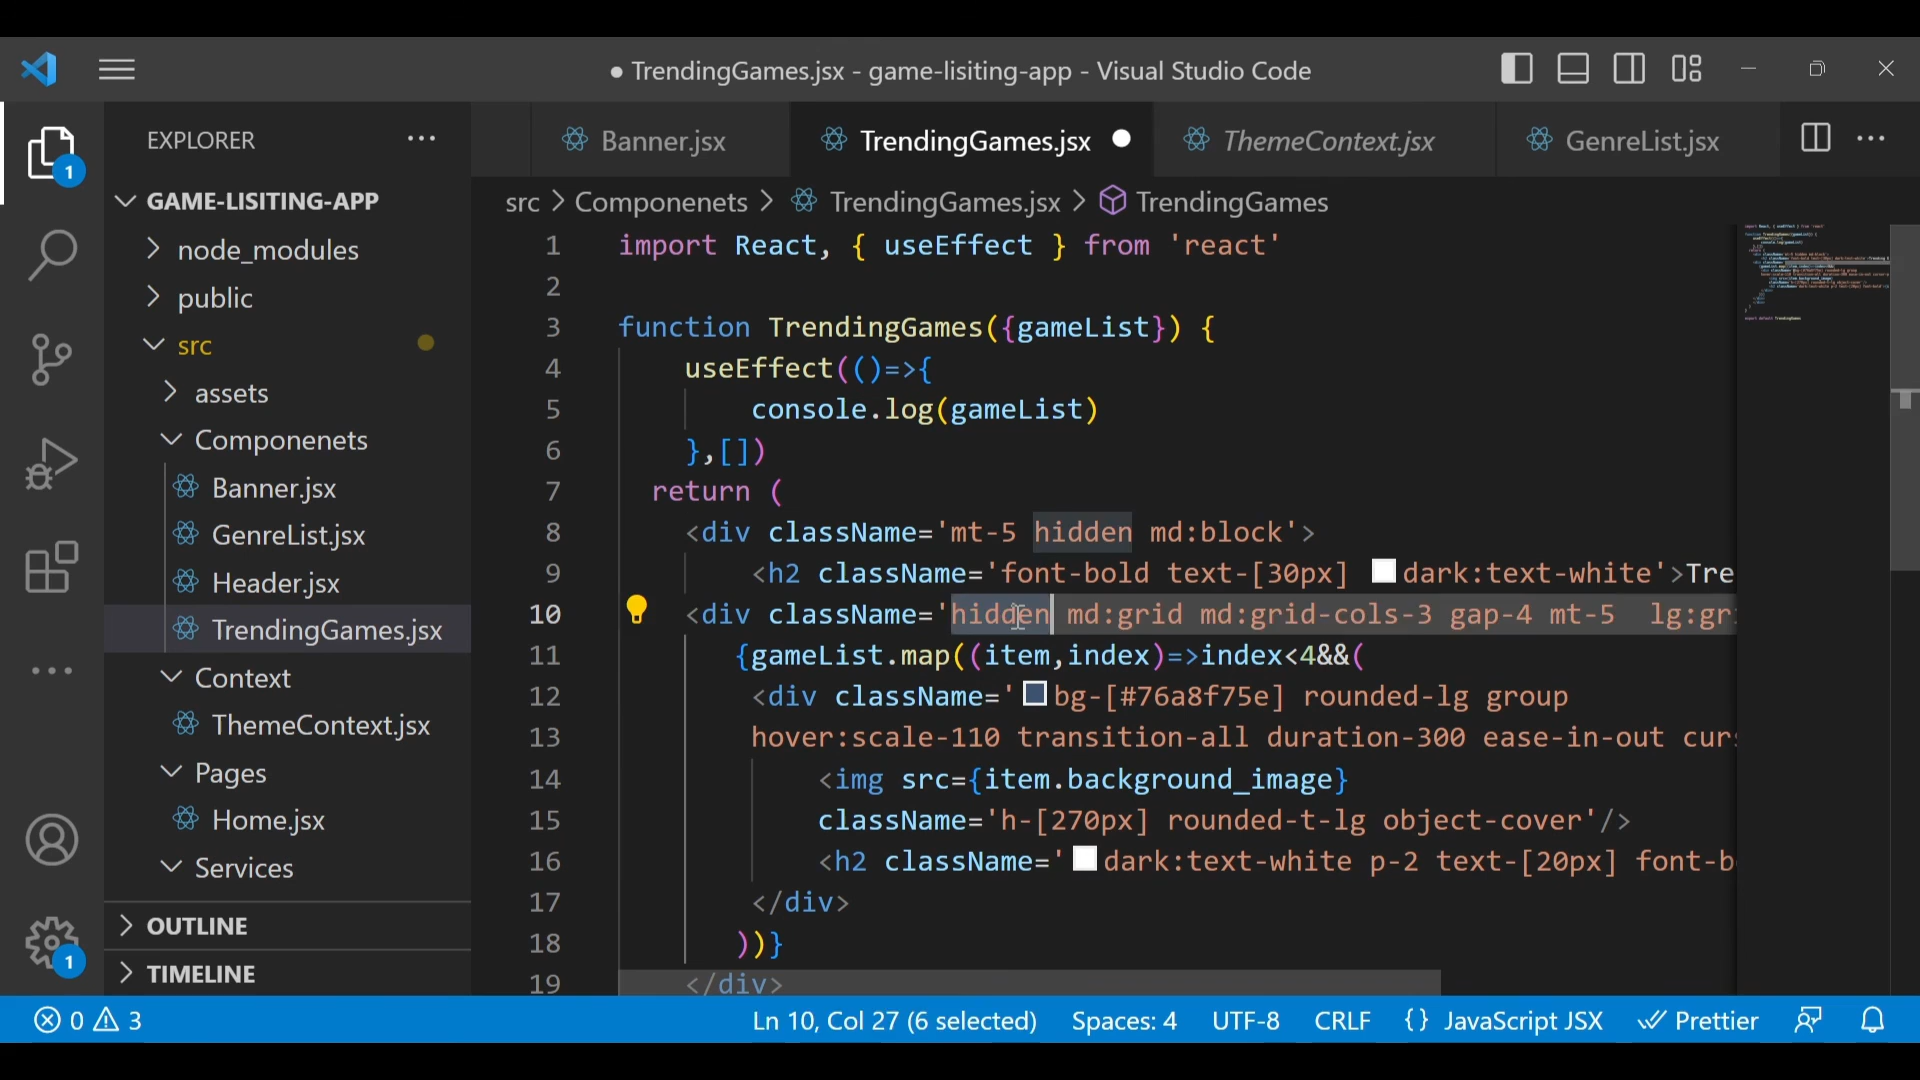 ● TrendingGames.jsx - game-lisiting-app - Visual Studio Code
EXPLORER
Banner.jsx
TrendingGames.jsx
ThemeContext.jsx
GenreList.jsx
1
GAME-LISITING-APP
node_modules
public
src
assets
Componenets
Banner.jsx
GenreList.jsx
Header.jsx
TrendingGames.jsx
Context
ThemeContext.jsx
Pages
Home.jsx
Services
OUTLINE
TIMELINE
1
src > Componenets > TrendingGames.jsx > TrendingGames
1 import React, { useEffect } from 'react'
2
3 function TrendingGames({gameList}) {
4 useEffect(()=>{
5 console.log(gameList)
6 },[])
7 return (
8 <div className='mt-5 hidden md:block'>
9 <h2 className='font-bold text-[30px] dark:text-white'>Tre
10 <div className='hidden md:grid md:grid-cols-3 gap-4 mt-5 lg:gri
11 {gameList.map((item,index)=>index<4&&(
12 <div className='bg-[#76a8f75e] rounded-lg group
13 hover:scale-110 transition-all duration-300 ease-in-out curs
14 <img src={item.background_image}
15 className='h-[270px] rounded-t-lg object-cover'/>
16 <h2 className='dark:text-white p-2 text-[20px] font-b
17 </div>
18 ))}
19 </div>
0 3 Ln 10, Col 27 (6 selected) Spaces: 4 UTF-8 CRLF {} JavaScript JSX Prettier